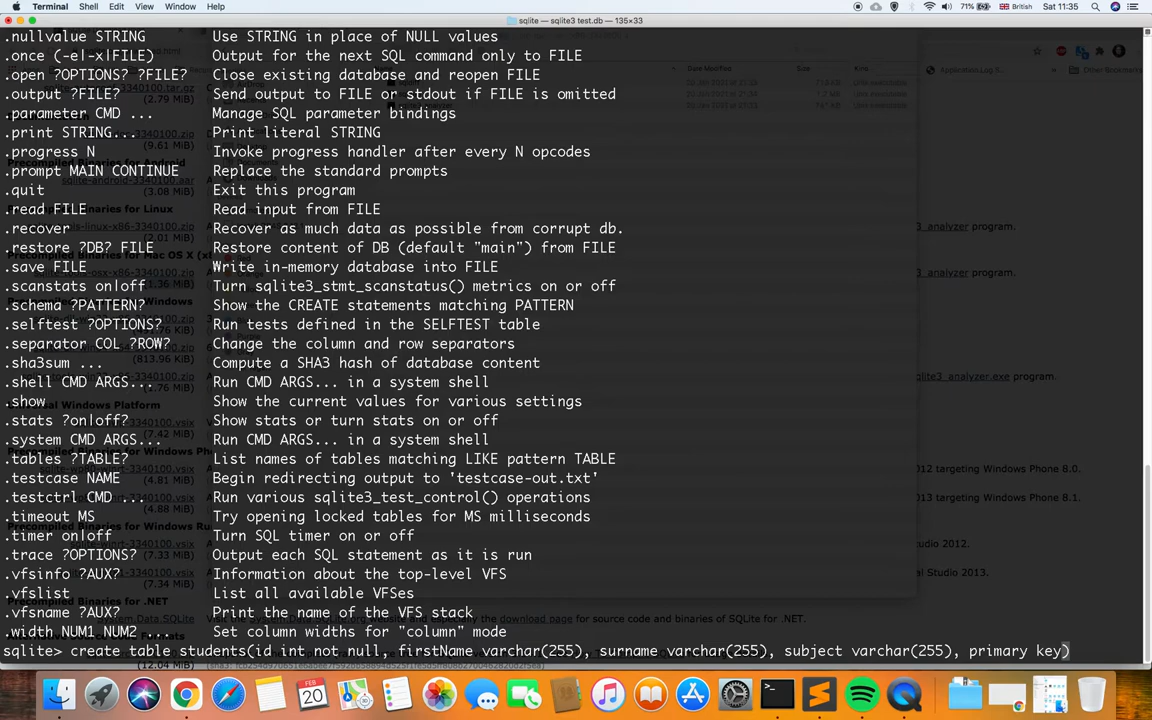 Terminal Shell Edit View Window Help 71% British Sat 11:35
sqlite — sqlite3 test.db — 135×33
.nullvalue STRING Use STRING in place of NULL values
.once (-e|-x|FILE) Output for the next SQL command only to FILE
.open ?OPTIONS? ?FILE? Close existing database and reopen FILE
.output ?FILE? Send output to FILE or stdout if FILE is omitted
.parameter CMD ... Manage SQL parameter bindings
.print STRING... Print literal STRING
.progress N Invoke progress handler after every N opcodes
.prompt MAIN CONTINUE Replace the standard prompts
.quit Exit this program
.read FILE Read input from FILE
.recover Recover as much data as possible from corrupt db.
.restore ?DB? FILE Restore content of DB (default "main") from FILE
.save FILE Write in-memory database into FILE
.scanstats on|off Turn sqlite3_stmt_scanstatus() metrics on or off
.schema ?PATTERN? Show the CREATE statements matching PATTERN
.selftest ?OPTIONS? Run tests defined in the SELFTEST table
.separator COL ?ROW? Change the column and row separators
.sha3sum ... Compute a SHA3 hash of database content
.shell CMD ARGS... Run CMD ARGS... in a system shell
.show Show the current values for various settings
.stats ?on|off? Show stats or turn stats on or off
.system CMD ARGS... Run CMD ARGS... in a system shell
.tables ?TABLE? List names of tables matching LIKE pattern TABLE
.testcase NAME Begin redirecting output to 'testcase-out.txt'
.testctrl CMD ... Run various sqlite3_test_control() operations
.timeout MS Try opening locked tables for MS milliseconds
.timer on|off Turn SQL timer on or off
.trace ?OPTIONS? Output each SQL statement as it is run
.vfsinfo ?AUX? Information about the top-level VFS
.vfslist List all available VFSes
.vfsname ?AUX? Print the name of the VFS stack
.width NUM1 NUM2 ... Set column widths for "column" mode
sqlite> create table students(id int not null, firstName varchar(255), surname varchar(255), subject varchar(255), primary key)